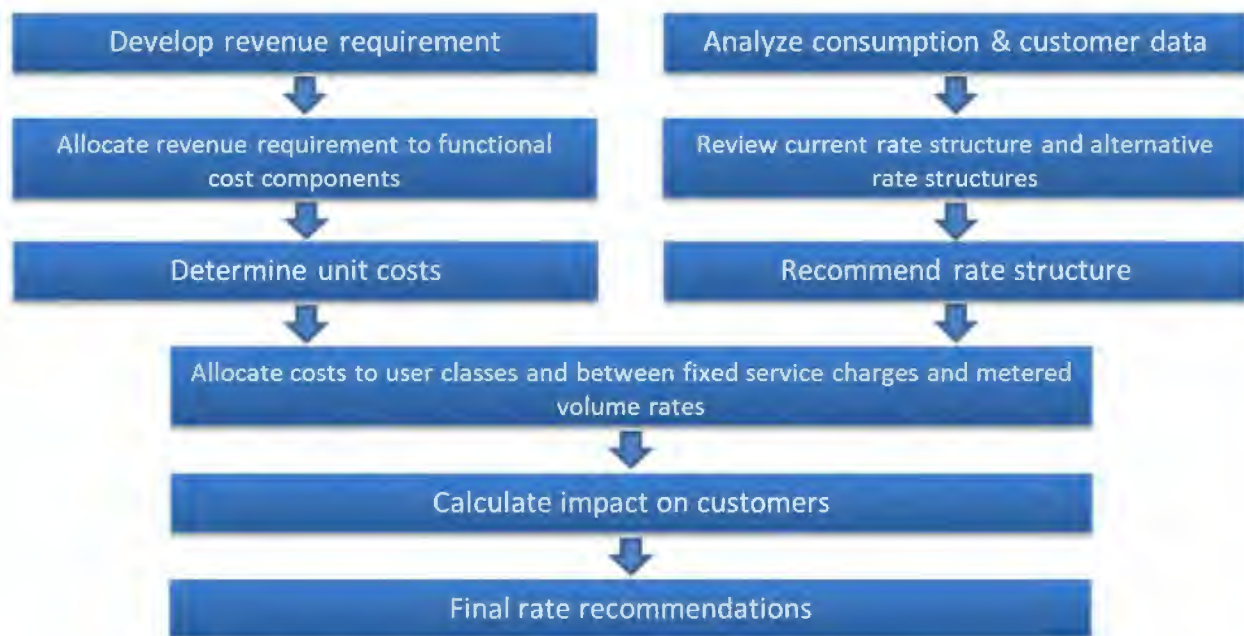 Develop revenue requirement
Analyze consumption & customer data
Allocate revenue requirement to functional
cost components
Review current rate structure and alternative
rate structures
Determine unit costs
Recommend rate structure
Allocate costs to user classes and between fixed service charges and metered
volume rates
Calculate impact on customers
Final rate recommendations